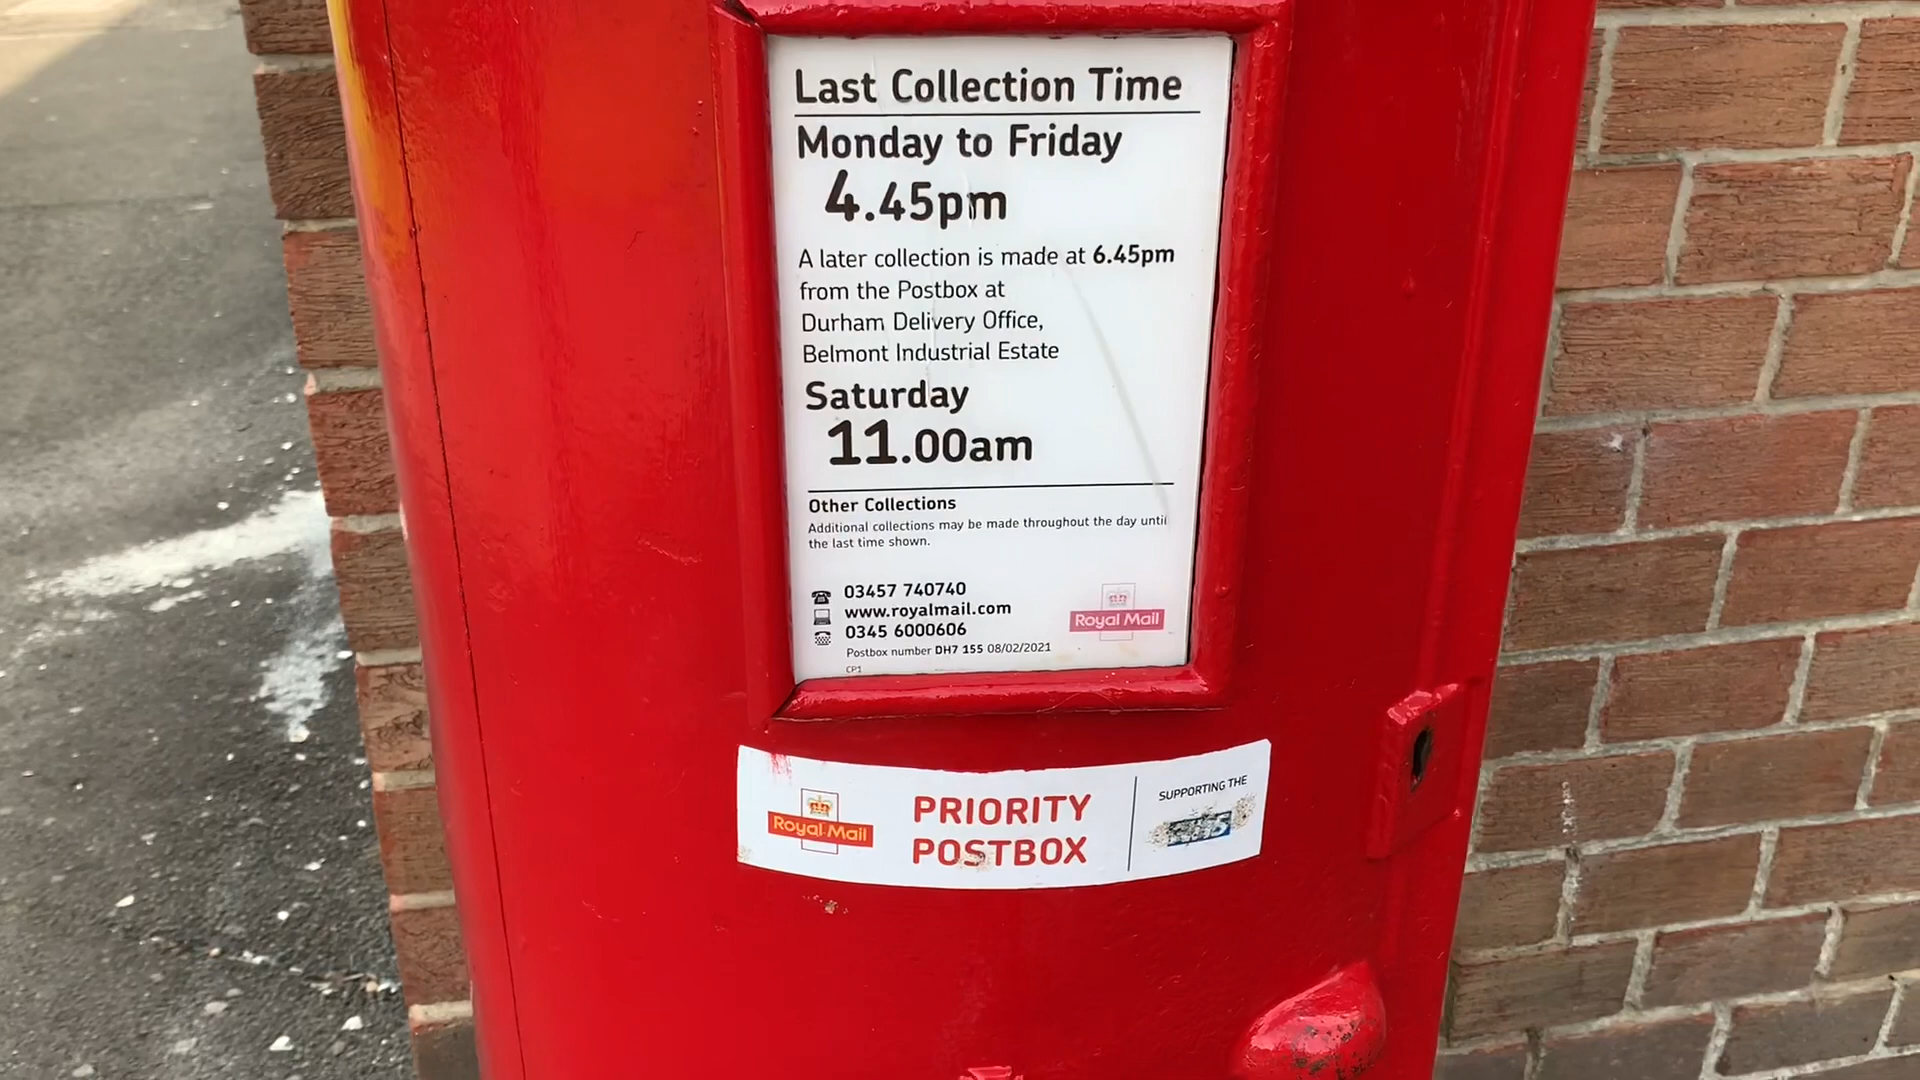 Last Collection Time
Monday to Friday
4.45pm
A later collection is made at 6.45pm
from the Postbox at
Durham Delivery Office,
Belmont Industrial Estate
Saturday
11.00am
Other Collections
Additional collections may be made throughout the day until
the last time shown.
03457 740740
www.royalmail.com
0345 6000606
Postbox number DH7 155 08/02/2021
CP1
Royal Mail
Royal Mail
PRIORITY
POSTBOX
SUPPORTING THE